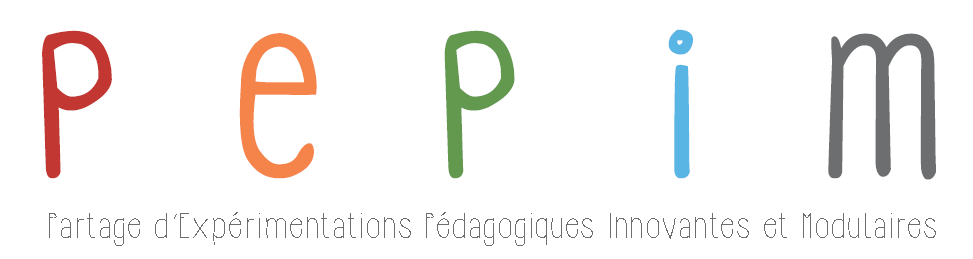 pepim
Partage d'Expérimentations Pédagogiques Innovantes et Modulaires